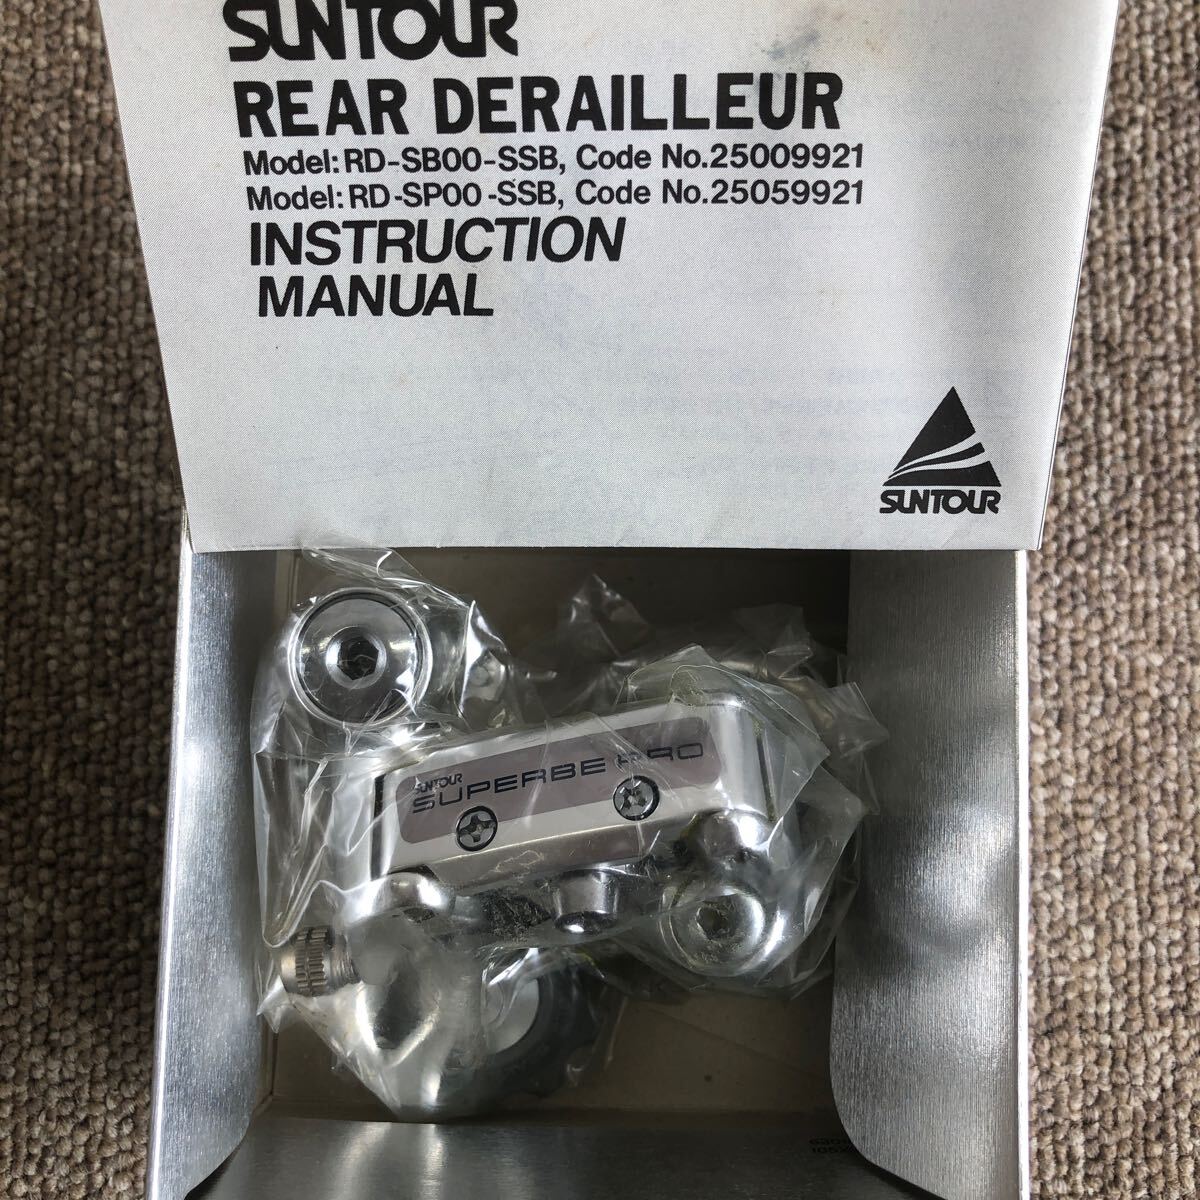 SUNTOUR
REAR DERAILLEUR
Model: RD-SB00-SSB, Code No.25009921
Model: RD-SP00-SSB, Code No.25059921
INSTRUCTION
MANUAL
SUNTOUR
SUNTOUR
SUPERBE PRO